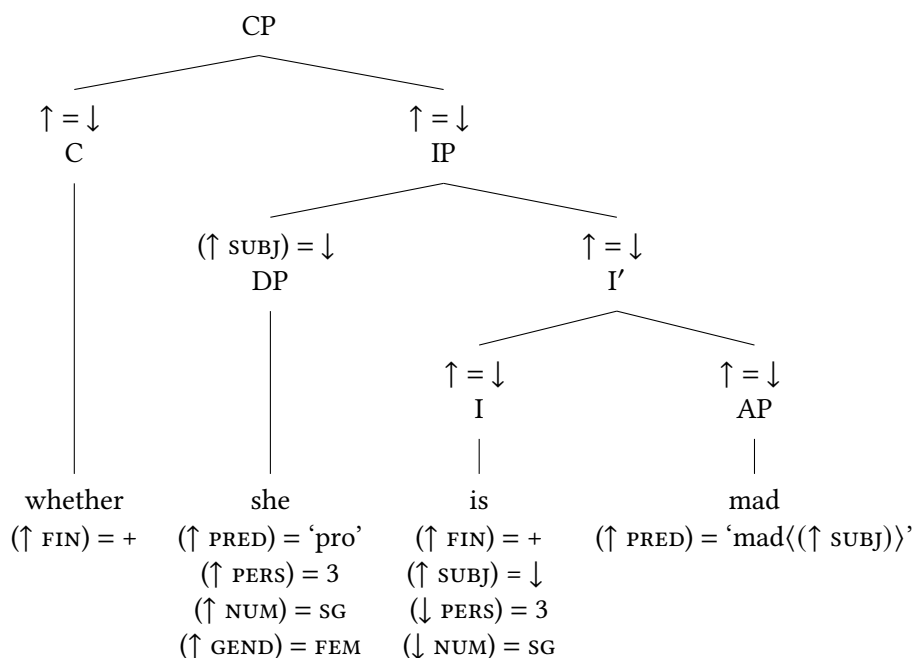 CP
↑ = ↓ ↑ = ↓
C IP
(↑ SUBJ) = ↓ ↑ = ↓
DP I′
↑ = ↓ ↑ = ↓
I AP
whether she is mad
(↑ FIN) = + (↑ PRED) = ‘pro’ (↑ FIN) = + (↑ PRED) = ‘mad⟨(↑ SUBJ)⟩’
(↑ PERS) = 3 (↑ SUBJ) = ↓
(↑ NUM) = SG (↓ PERS) = 3
(↑ GEND) = FEM (↓ NUM) = SG